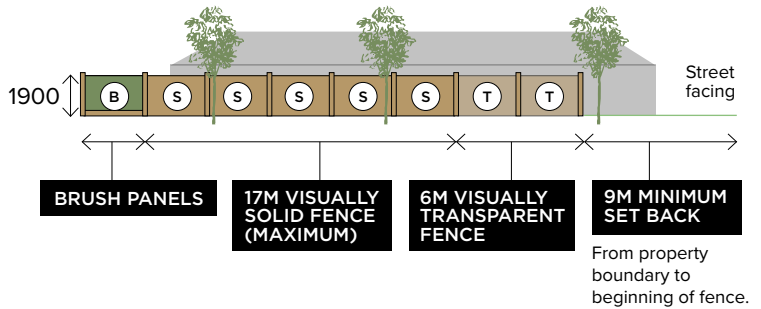 Street
facing
1900
B S S S S S T T
BRUSH PANELS
17M VISUALLY
SOLID FENCE
(MAXIMUM)
6M VISUALLY
TRANSPARENT
FENCE
9M MINIMUM
SET BACK
From property
boundary to
beginning of fence.